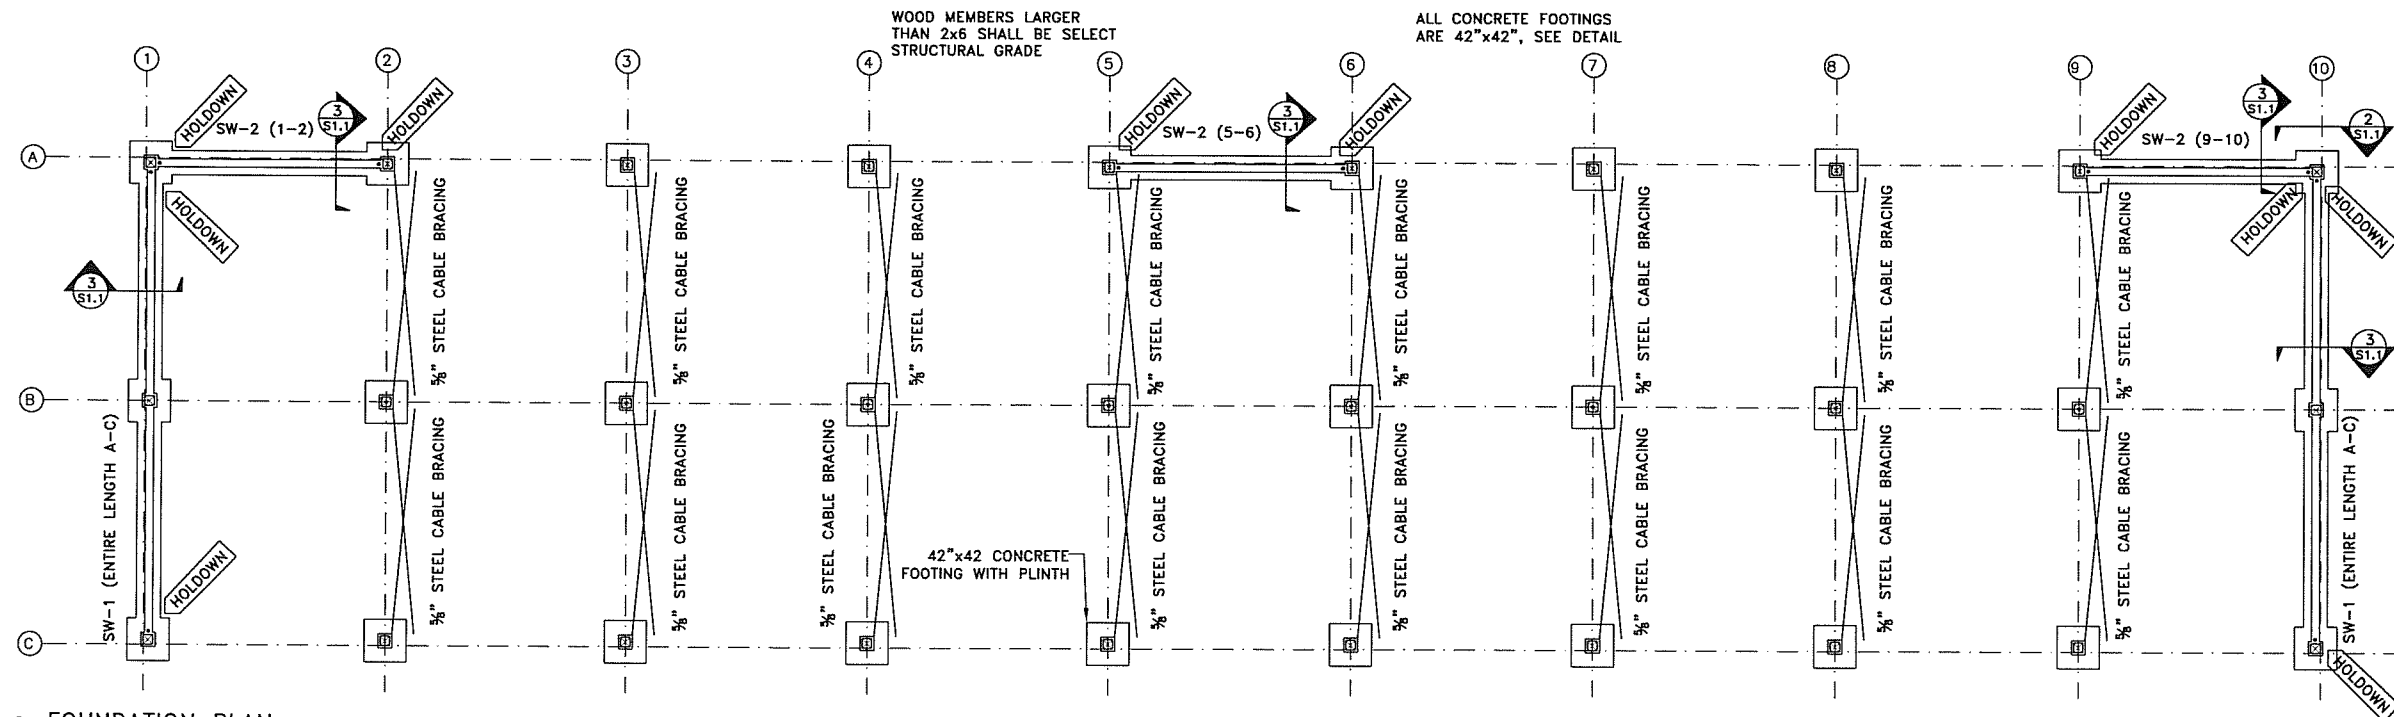 WOOD MEMBERS LARGER
THAN 2x6 SHALL BE SELECT
STRUCTURAL GRADE
ALL CONCRETE FOOTINGS
ARE 42"x42", SEE DETAIL
1
2
3
4
5
6
7
8
9
10
A
HOLDOWN
SW-2 (1-2)
3
S1.1
HOLDOWN
HOLDOWN
SW-2 (5-6)
3
S1.1
HOLDOWN
HOLDOWN
SW-2 (9-10)
3
S1.1
2
S1.1
HOLDOWN
HOLDOWN
HOLDOWN
3
S1.1
3
S1.1
⅝" STEEL CABLE BRACING
⅝" STEEL CABLE BRACING
⅝" STEEL CABLE BRACING
⅝" STEEL CABLE BRACING
⅝" STEEL CABLE BRACING
⅝" STEEL CABLE BRACING
⅝" STEEL CABLE BRACING
⅝" STEEL CABLE BRACING
B
SW-1 (ENTIRE LENGTH A-C)
⅝" STEEL CABLE BRACING
⅝" STEEL CABLE BRACING
⅝" STEEL CABLE BRACING
⅝" STEEL CABLE BRACING
⅝" STEEL CABLE BRACING
⅝" STEEL CABLE BRACING
⅝" STEEL CABLE BRACING
⅝" STEEL CABLE BRACING
SW-1 (ENTIRE LENGTH A-C)
42"x42 CONCRETE
FOOTING WITH PLINTH
HOLDOWN
C
HOLDOWN
FOUNDATION PLAN